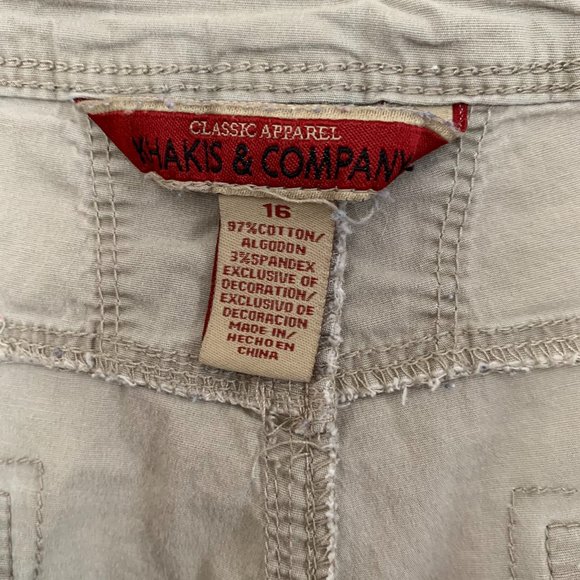 CLASSIC APPAREL
KHAKIS & COMPANY
16
97%COTTON/
ALGODON
3%SPANDEX
EXCLUSIVE OF
DECORATION/
EXCLUSIVO DE
DECORACION
MADE IN/
HECHO EN
CHINA